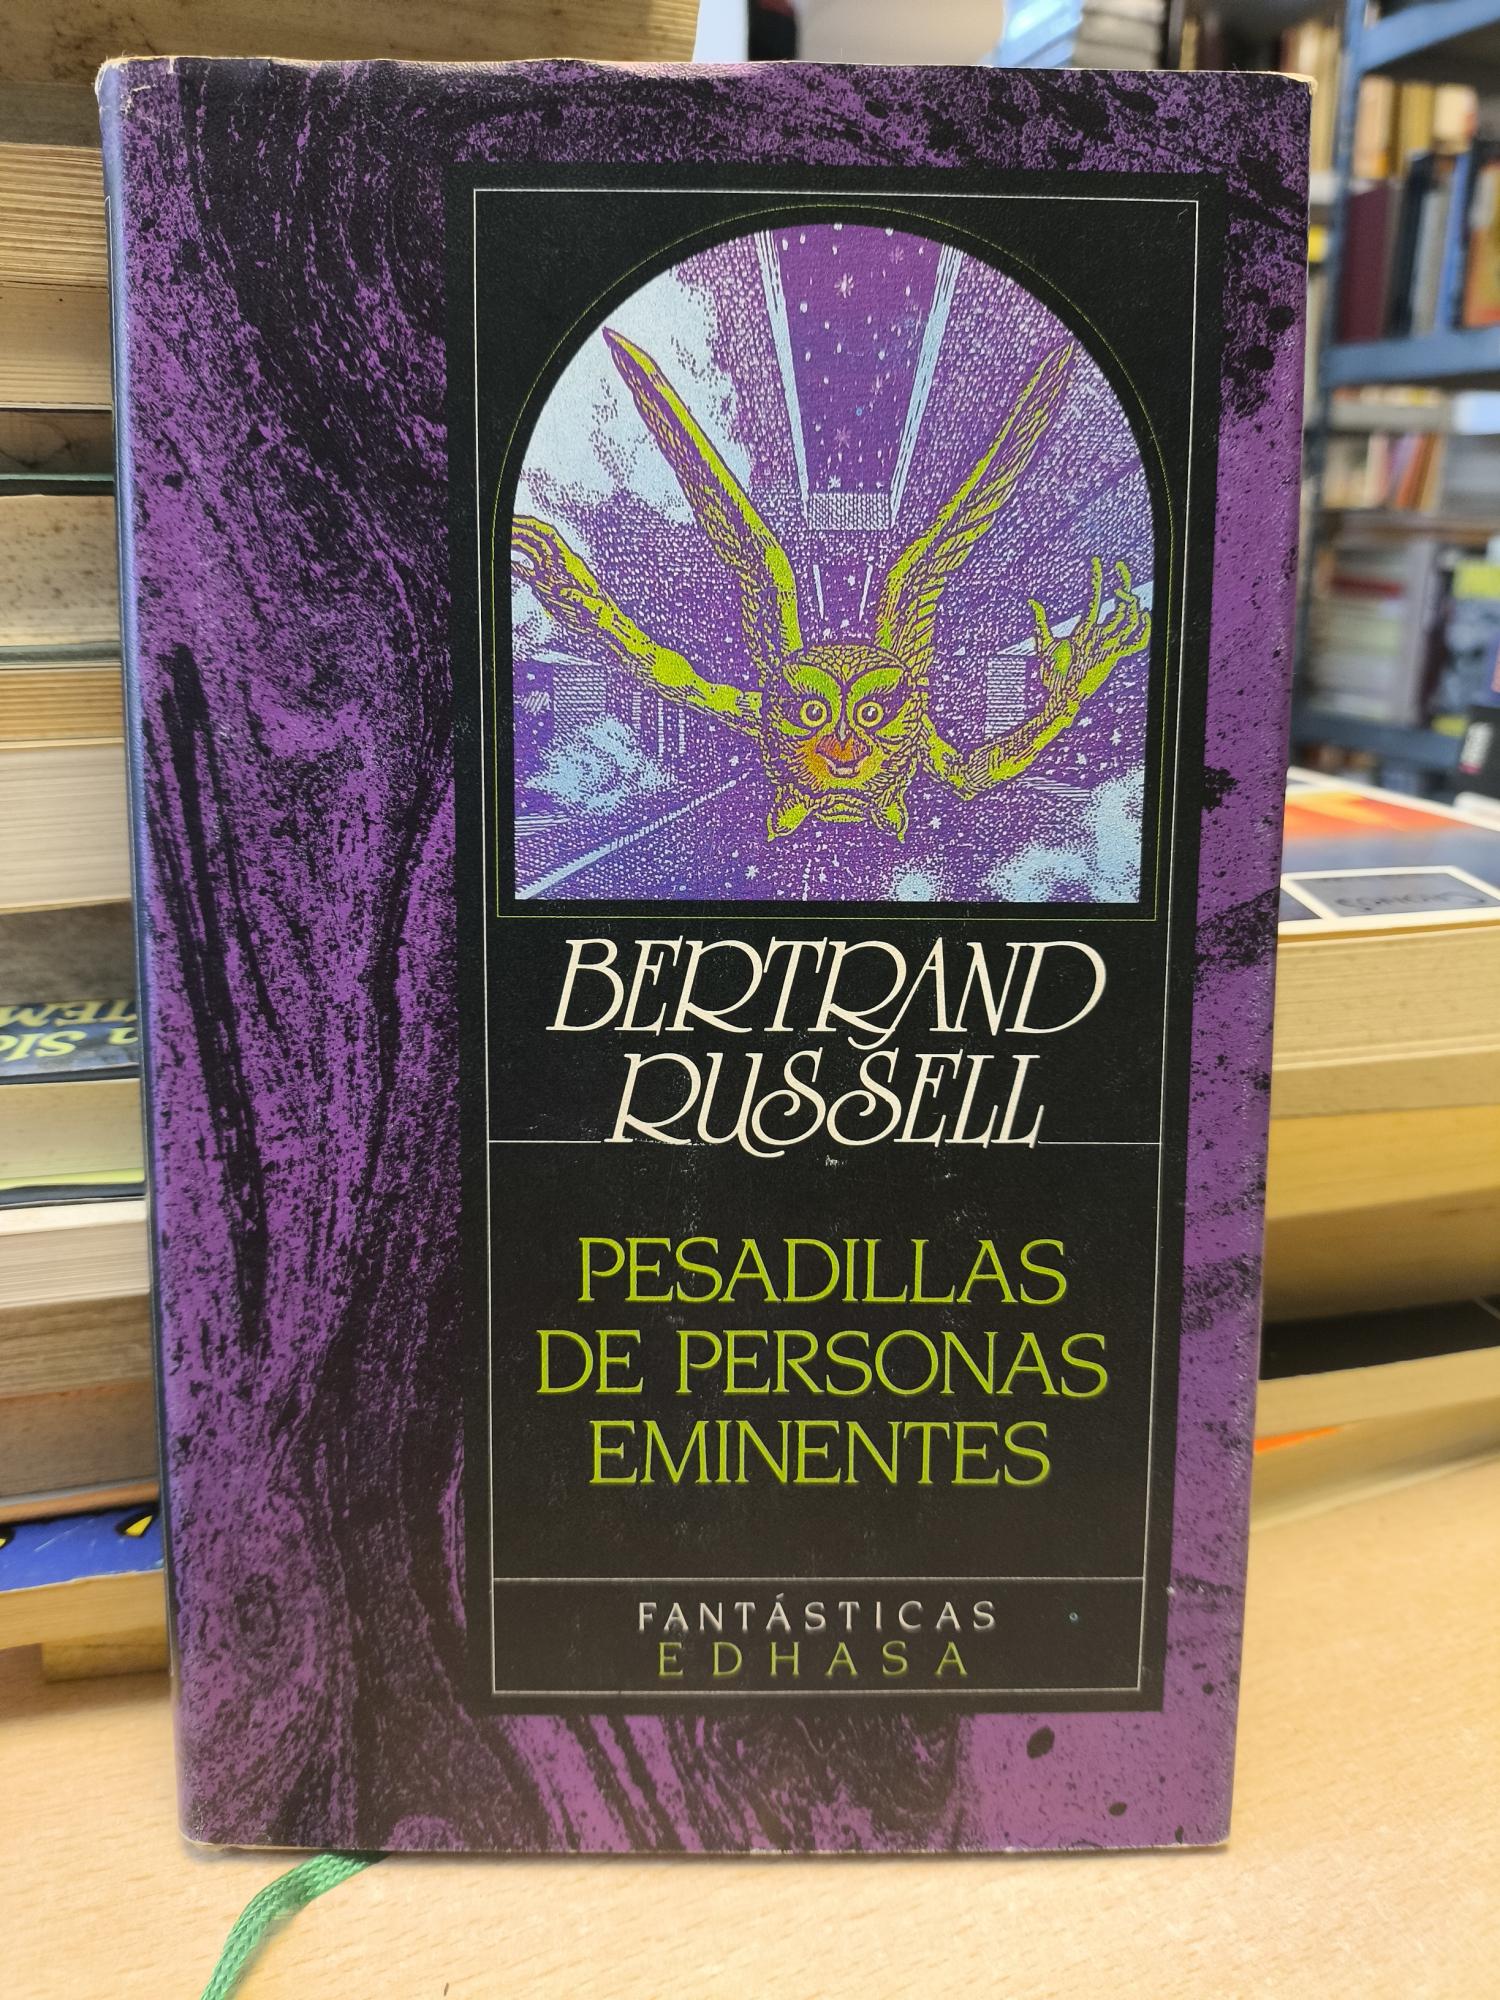 BERTRAND
RUSSELL
PESADILLAS
DE PERSONAS
EMINENTES
FANTÁSTICAS
EDHASA